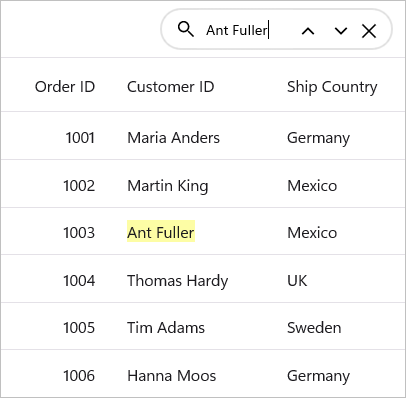 Ant Fuller
Order ID Customer ID Ship Country
1001 Maria Anders Germany
1002 Martin King Mexico
1003 Ant Fuller Mexico
1004 Thomas Hardy UK
1005 Tim Adams Sweden
1006 Hanna Moos Germany